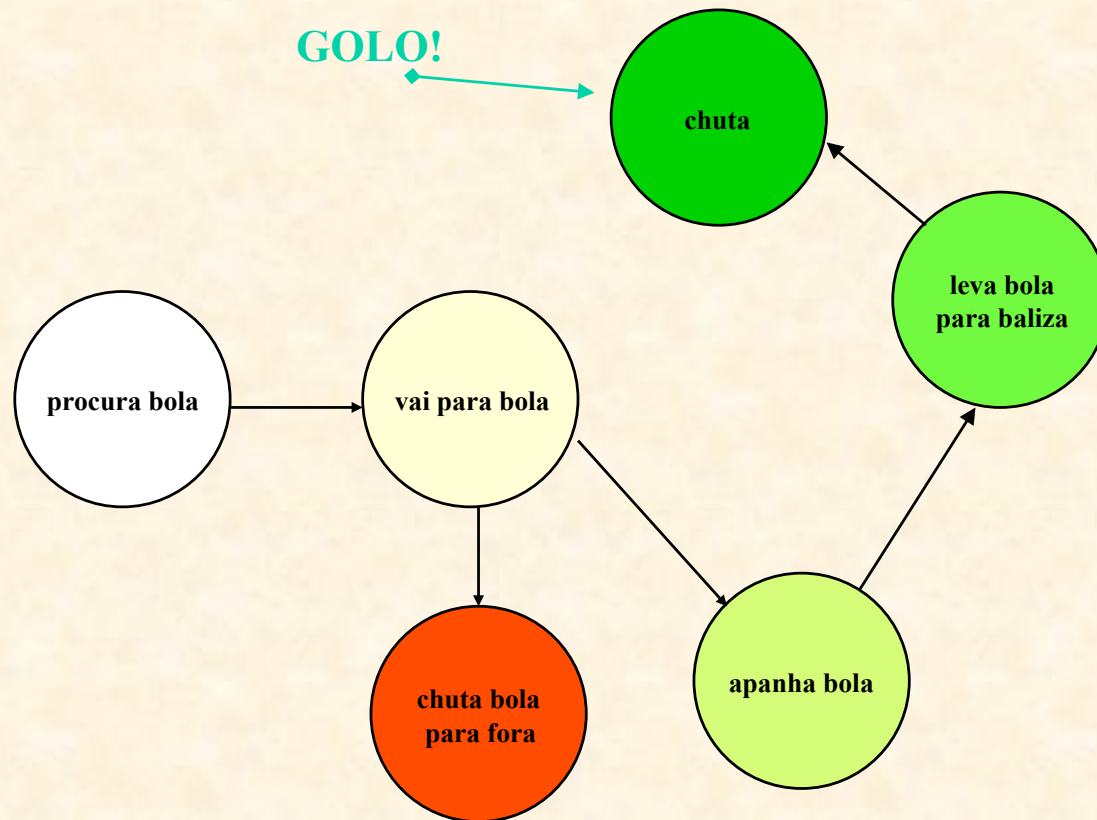 GOLO!
chuta
leva bola
para baliza
procura bola
vai para bola
chuta bola
para fora
apanha bola